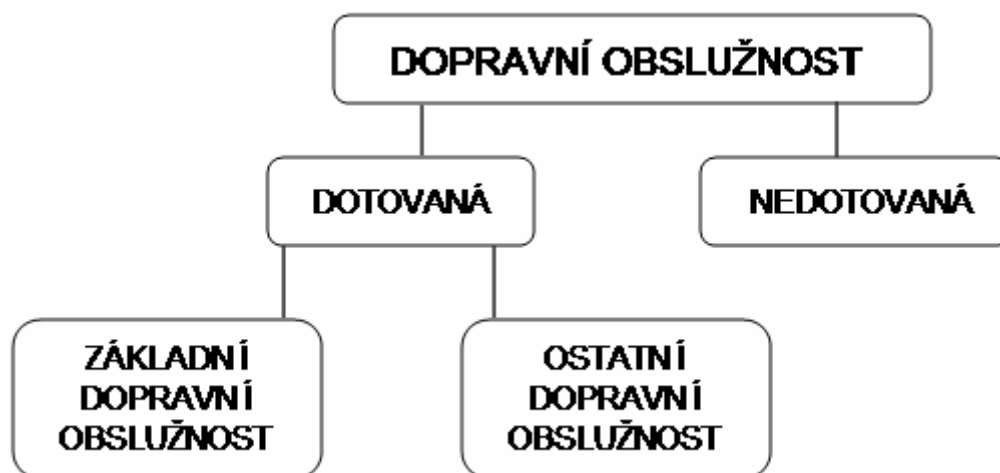 DOPRAVNÍ OBSLUŽNOST
DOTOVANÁ
NEDOTOVANÁ
ZÁKLADNÍ
DOPRAVNÍ
OBSLUŽNOST
OSTATNÍ
DOPRAVNÍ
OBSLUŽNOST